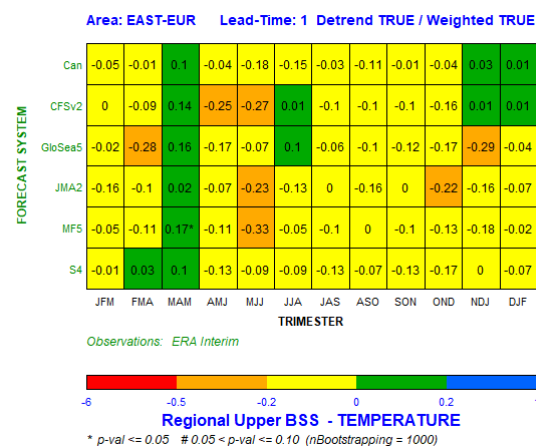 Area: EAST-EUR Lead-Time: 1 Detrend TRUE / Weighted TRUE
FORECAST SYSTEM
Can -0.05 -0.01 0.1 -0.04 -0.18 -0.15 -0.03 -0.11 -0.01 -0.04 0.03 0.01
CFSv2 0 -0.09 0.14 -0.25 -0.27 0.01 -0.1 -0.1 -0.1 -0.16 0.01 0.01
GloSea5 -0.02 -0.28 0.16 -0.17 -0.07 0.1 -0.06 -0.1 -0.12 -0.17 -0.29 -0.04
JMA2 -0.16 -0.1 0.02 -0.07 -0.23 -0.13 0 -0.16 0 -0.22 -0.16 -0.07
MF5 -0.05 -0.11 0.17* -0.11 -0.33 -0.05 -0.1 0 -0.1 -0.13 -0.18 -0.02
S4 -0.01 0.03 0.1 -0.13 -0.09 -0.09 -0.13 -0.07 -0.13 -0.17 0 -0.07
JFM FMA MAM AMJ MJJ JJA JAS ASO SON OND NDJ DJF
TRIMESTER
Observations: ERA Interim
-6 -0.5 -0.2 0 0.2
Regional Upper BSS - TEMPERATURE
* p-val <= 0.05 # 0.05 < p-val <= 0.10 (nBootstrapping = 1000)